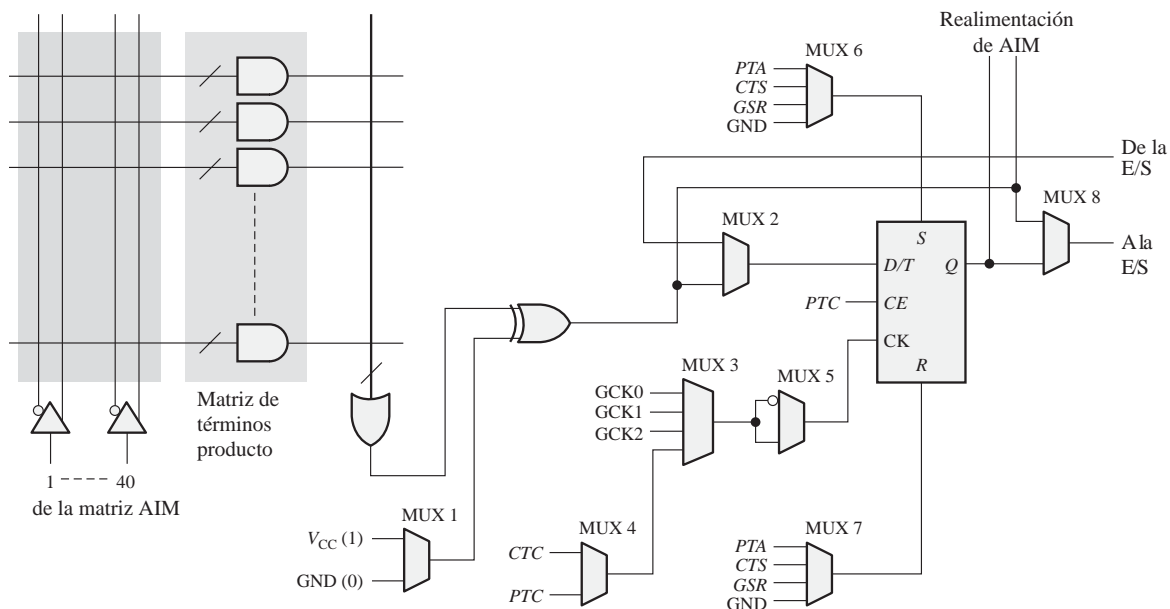 Realimentación
de AIM
MUX 6
PTA
CTS
GSR
GND
De la
E/S
MUX 8
MUX 2
S
A la
E/S
D/T
Q
PTC
CE
CK
R
MUX 3
MUX 5
GCK0
GCK1
GCK2
Matriz de
términos
producto
1
40
de la matriz AIM
MUX 1
VCC (1)
GND (0)
MUX 4
CTC
PTC
MUX 7
PTA
CTS
GSR
GND